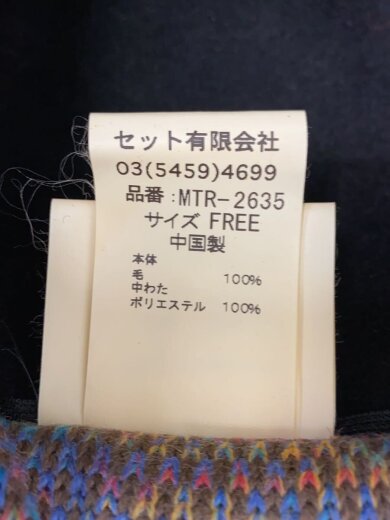 セット有限会社
03(5459)4699
品番:MTR-2635
サイズ FREE
中国製
本体
毛 100%
中わた
ポリエステル 100%